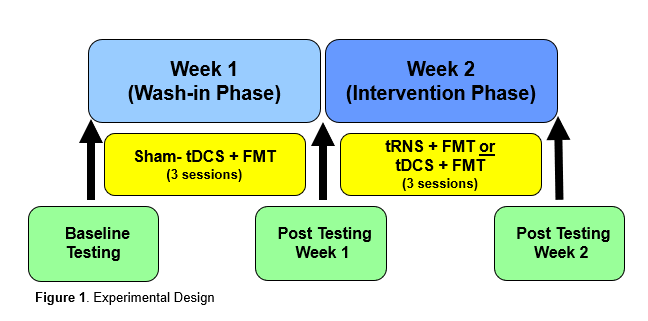 Week 1
(Wash-in Phase)
Week 2
(Intervention Phase)
Sham- tDCS + FMT
(3 sessions)
tRNS + FMT or
tDCS + FMT
(3 sessions)
Baseline
Testing
Post Testing
Week 1
Post Testing
Week 2
Figure 1. Experimental Design